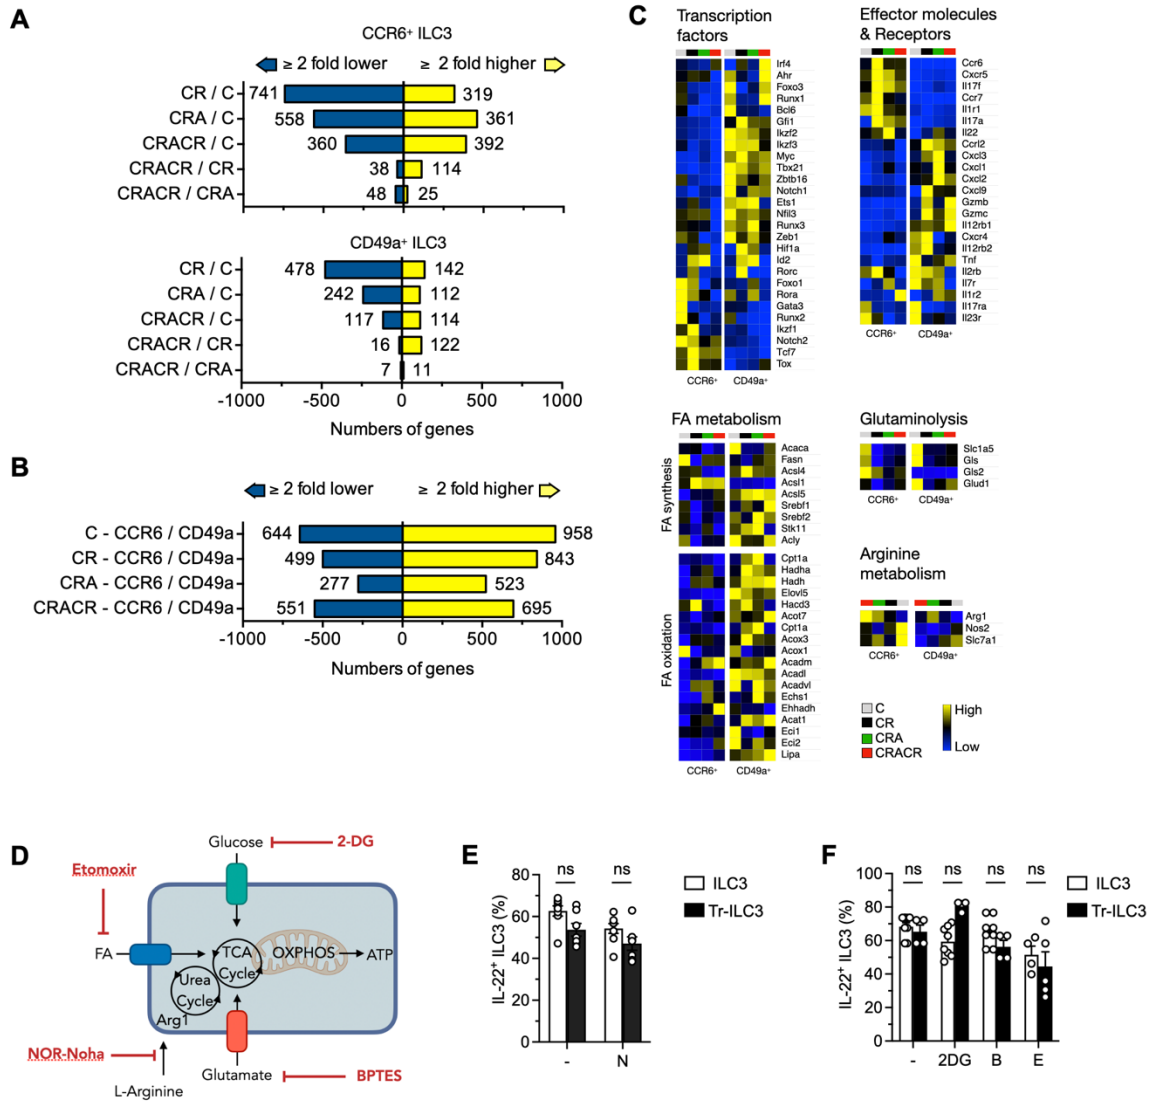 A
CCR6⁺ ILC3
≥ 2 fold lower
≥ 2 fold higher
CR / C 741 319
CRA / C 558 361
CRACR / C 360 392
CRACR / CR 38 114
CRACR / CRA 48 25
-1000 -500 0 500 1000
CD49a⁺ ILC3
CR / C 478 142
CRA / C 242 112
CRACR / C 117 114
CRACR / CR 16 122
CRACR / CRA 7 11
-1000 -500 0 500 1000
Numbers of genes
B
≥ 2 fold lower
≥ 2 fold higher
C - CCR6 / CD49a 644 958
CR - CCR6 / CD49a 499 843
CRA - CCR6 / CD49a 277 523
CRACR - CCR6 / CD49a 551 695
-1000 -500 0 500 1000
Numbers of genes
C
Transcription
factors
Irf4
Ahr
Foxo3
Runx1
Bcl6
Gfi1
Ikzf2
Ikzf3
Myc
Tbx21
Zbtb16
Notch1
Ets1
Nfil3
Runx3
Zeb1
Hif1a
Id2
Rorc
Foxo1
Rora
Gata3
Runx2
Ikzf1
Notch2
Tcf7
Tox
CCR6⁺ CD49a⁺
Effector molecules
& Receptors
Ccr6
Cxcr5
Il17f
Ccr7
Il1r1
Il17a
Il22
Ccrl2
Cxcl3
Cxcl1
Cxcl2
Cxcl9
Gzmb
Gzmc
Il12rb1
Cxcr4
Il12rb2
Tnf
Il2rb
Il7r
Il1r2
Il17ra
Il23r
CCR6⁺ CD49a⁺
FA metabolism
FA synthesis
Acaca
Fasn
Acsl4
Acsl1
Acsl5
Srebf1
Srebf2
Stk11
Acly
FA oxidation
Cpt1a
Hadha
Hadh
Elovl5
Hacd3
Acot7
Cpt1a
Acox3
Acox1
Acadm
Acadl
Acadvl
Echs1
Ehhadh
Acat1
Eci1
Eci2
Lipa
CCR6⁺ CD49a⁺
Glutaminolysis
Slc1a5
Gls
Gls2
Glud1
CCR6⁺ CD49a⁺
Arginine
metabolism
Arg1
Nos2
Slc7a1
CCR6⁺ CD49a⁺
C
CR
CRA
CRACR
High
Low
D
Glucose
2-DG
Etomoxir
FA
TCA
Cycle
OXPHOS
ATP
Urea
Cycle
Arg1
NOR-Noha
L-Arginine
Glutamate
BPTES
E
IL-22⁺ ILC3 (%)
80
60
40
20
0
ns ns
- N
ILC3
Tr-ILC3
F
IL-22⁺ ILC3 (%)
100
80
60
40
20
0
ns ns ns ns
- 2DG B E
ILC3
Tr-ILC3